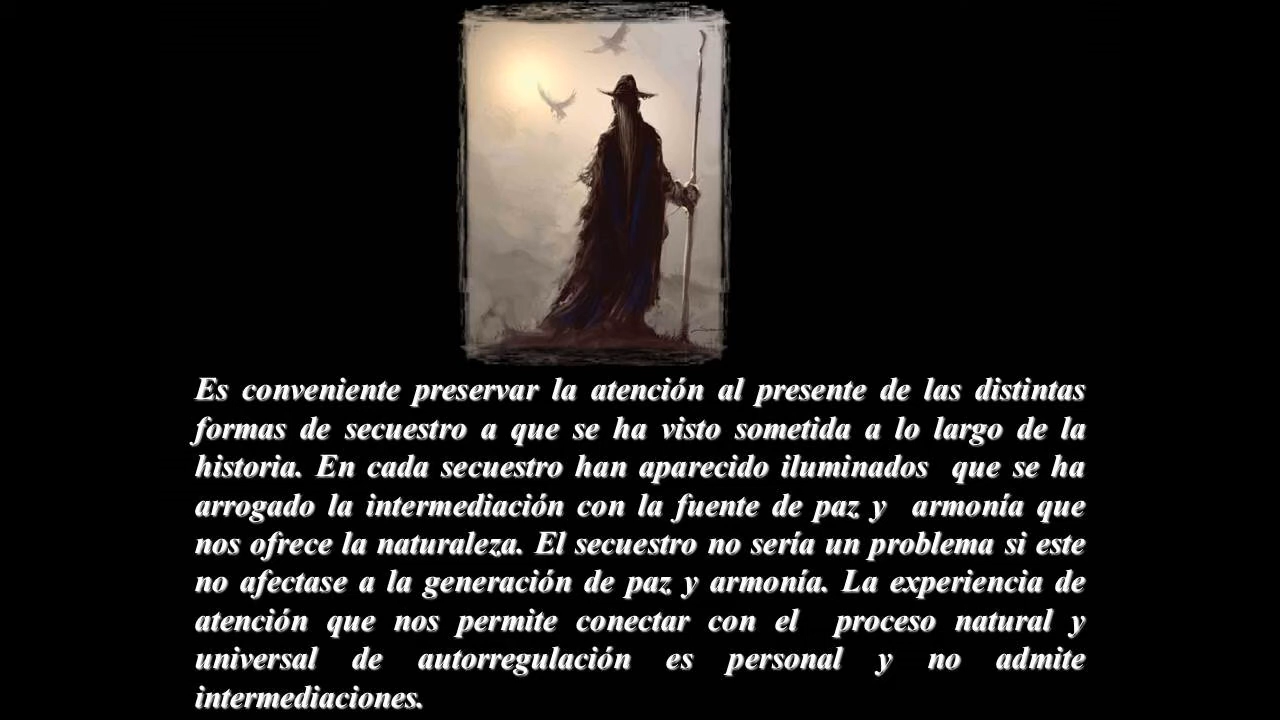 Es conveniente preservar la atención al presente de las distintas
formas de secuestro a que se ha visto sometida a lo largo de la
historia. En cada secuestro han aparecido iluminados que se ha
arrogado la intermediación con la fuente de paz y armonía que
nos ofrece la naturaleza. El secuestro no sería un problema si este
no afectase a la generación de paz y armonía. La experiencia de
atención que nos permite conectar con el proceso natural y
universal de autorregulación es personal y no admite
intermediaciones.